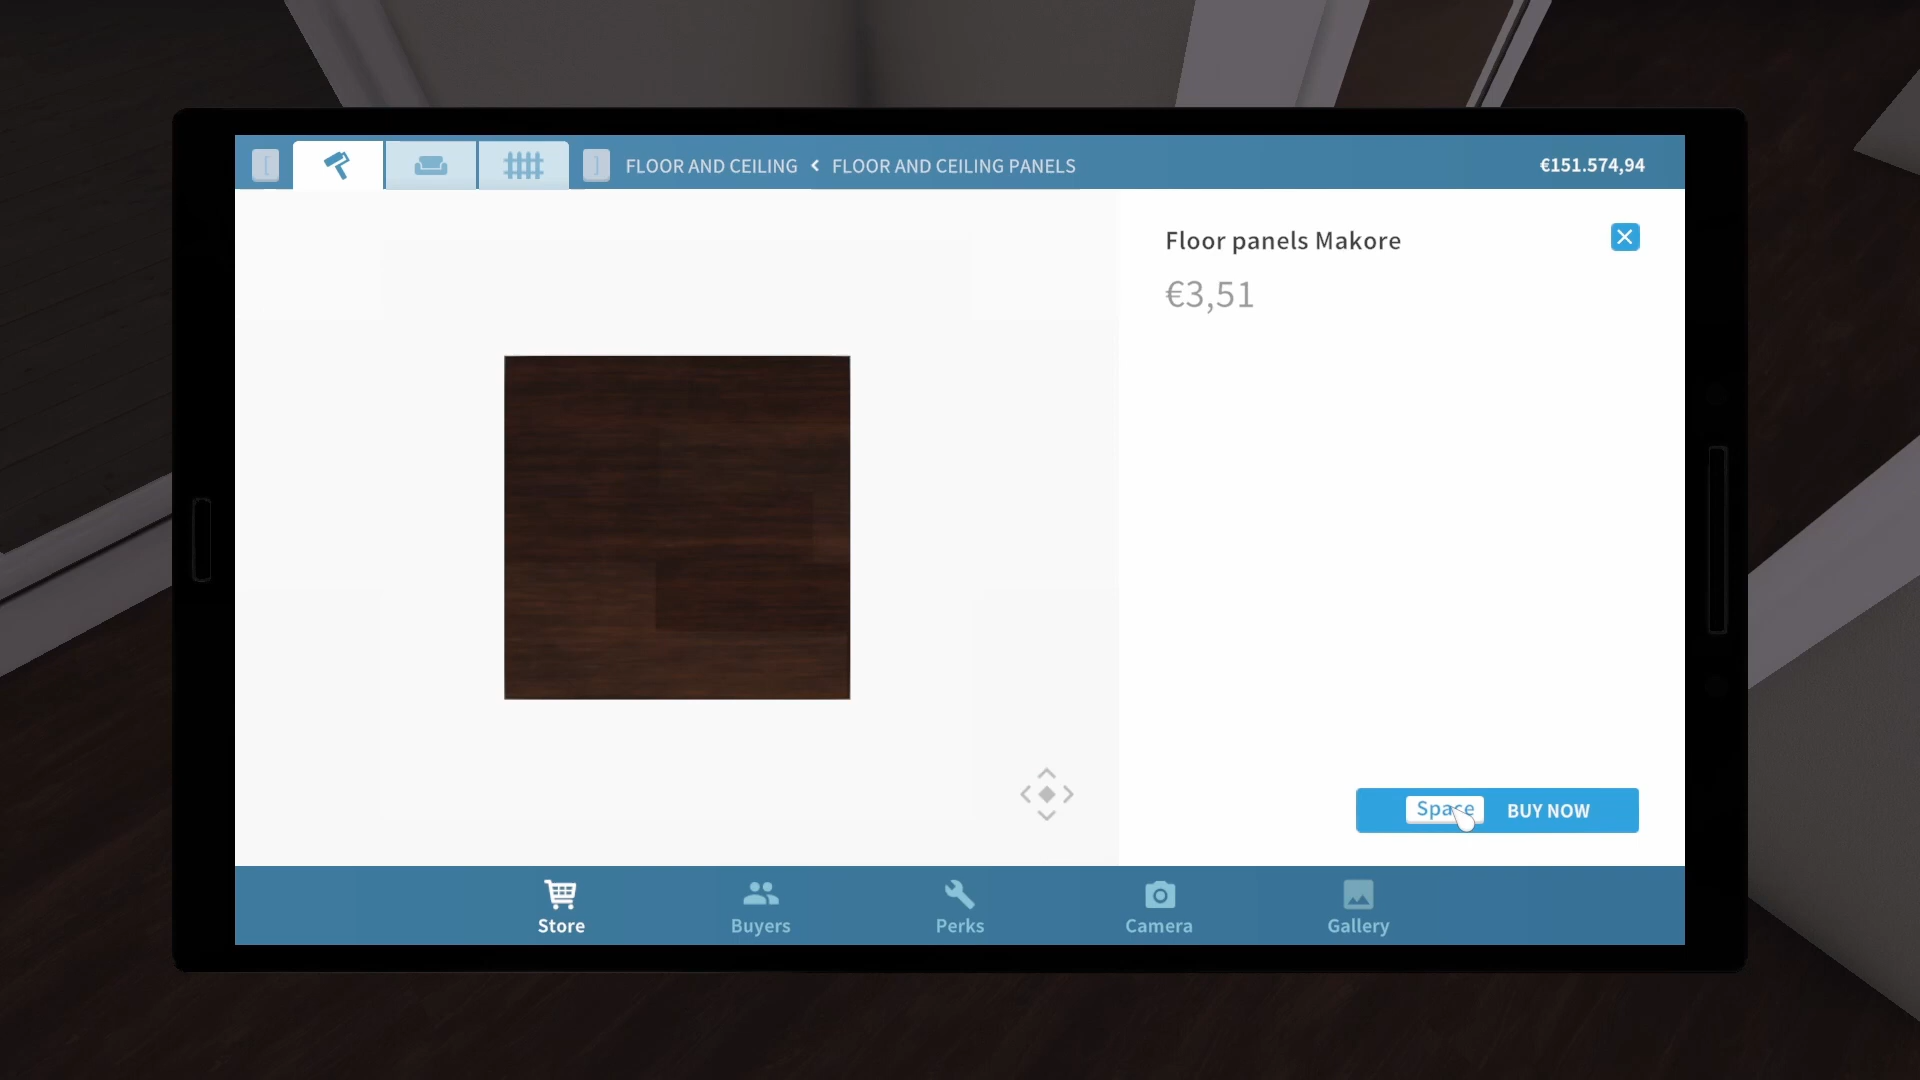 [
]
FLOOR AND CEILING < FLOOR AND CEILING PANELS
€151.574,94
Floor panels Makore
€3,51
Space BUY NOW
Store
Buyers
Perks
Camera
Gallery